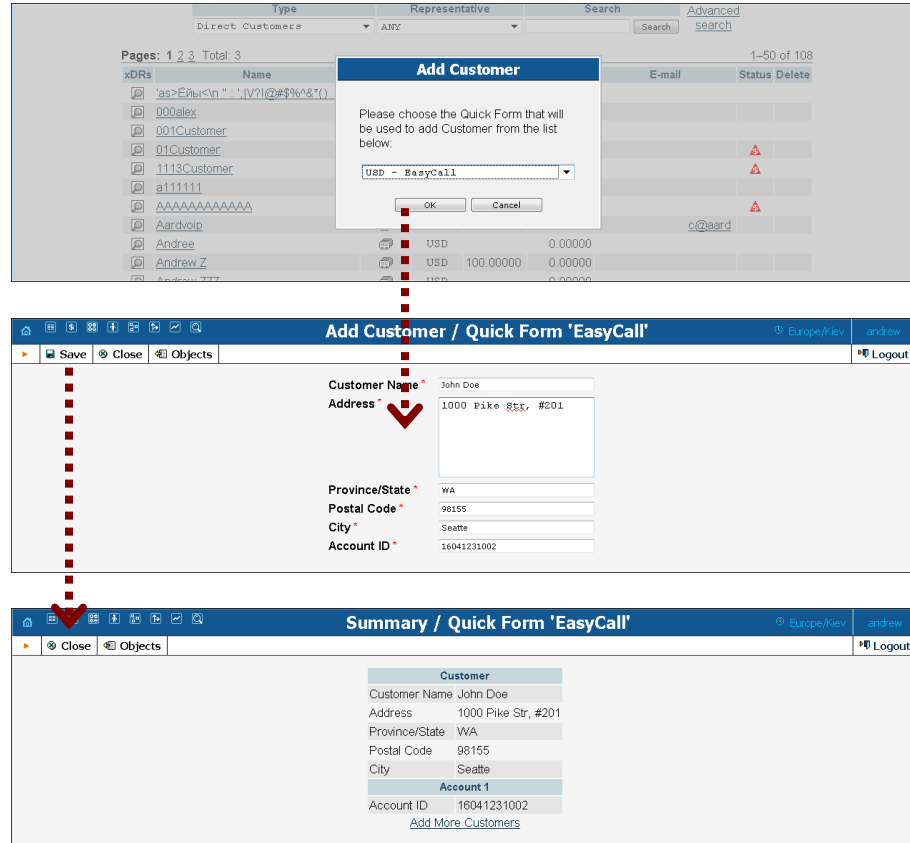 Type Representative Search Advanced search
Direct Customers ANY Search
Pages: 1 2 3 Total: 3 1–50 of 108
xDRs Name E-mail Status Delete
000alex
001Customer
01Customer
1113Customer
a111111
AAAAAAAAAAAA
Aardvoip c@aard
Andree USD 0.00000
Andrew Z USD 100.00000 0.00000
Andrew ZZZ USD 0.00000
Add Customer
Please choose the Quick Form that will
be used to add Customer from the list
below:
USD - EasyCall
OK Cancel
Add Customer / Quick Form 'EasyCall' Europe/Kiev andrew
Save Close Objects Logout
Customer Name * John Doe
Address * 1000 Pike Str, #201
Province/State * WA
Postal Code * 98155
City * Seatte
Account ID * 16041231002
Summary / Quick Form 'EasyCall' Europe/Kiev andrew
Close Objects Logout
Customer
Customer Name John Doe
Address 1000 Pike Str, #201
Province/State WA
Postal Code 98155
City Seatte
Account 1
Account ID 16041231002
Add More Customers